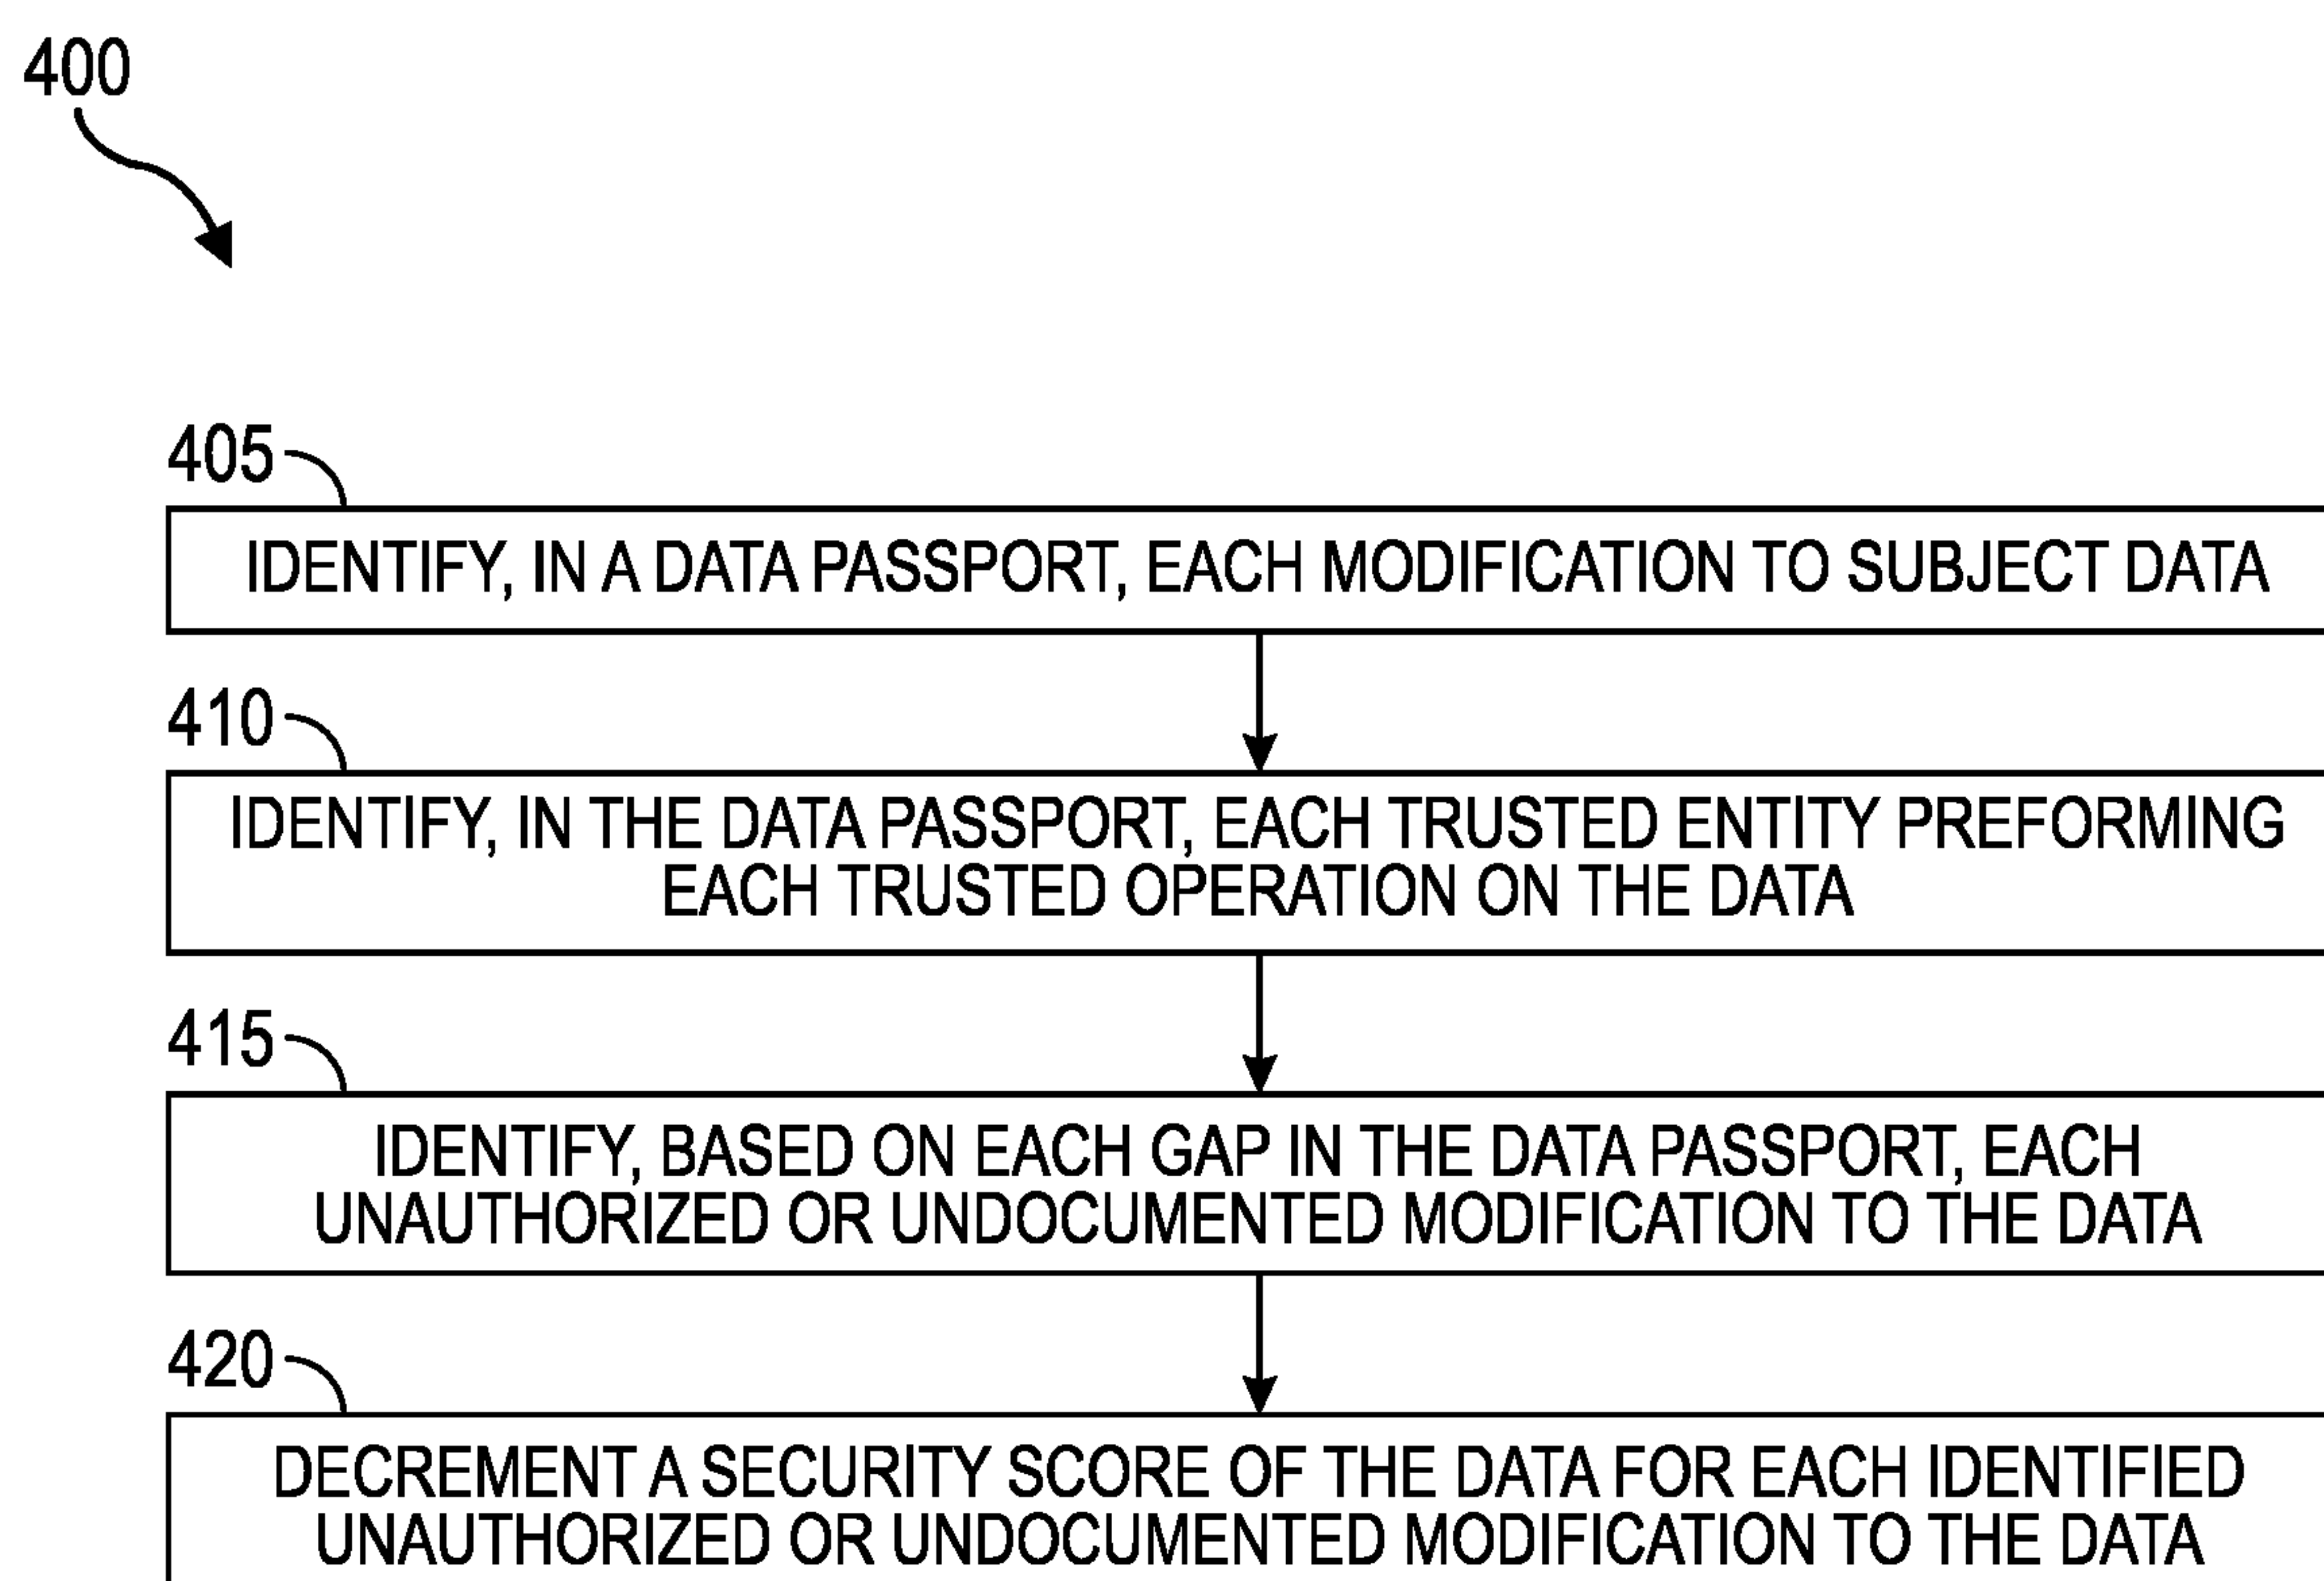 400
405
IDENTIFY, IN A DATA PASSPORT, EACH MODIFICATION TO SUBJECT DATA
410
IDENTIFY, IN THE DATA PASSPORT, EACH TRUSTED ENTITY PREFORMING
EACH TRUSTED OPERATION ON THE DATA
415
IDENTIFY, BASED ON EACH GAP IN THE DATA PASSPORT, EACH
UNAUTHORIZED OR UNDOCUMENTED MODIFICATION TO THE DATA
420
DECREMENT A SECURITY SCORE OF THE DATA FOR EACH IDENTIFIED
UNAUTHORIZED OR UNDOCUMENTED MODIFICATION TO THE DATA